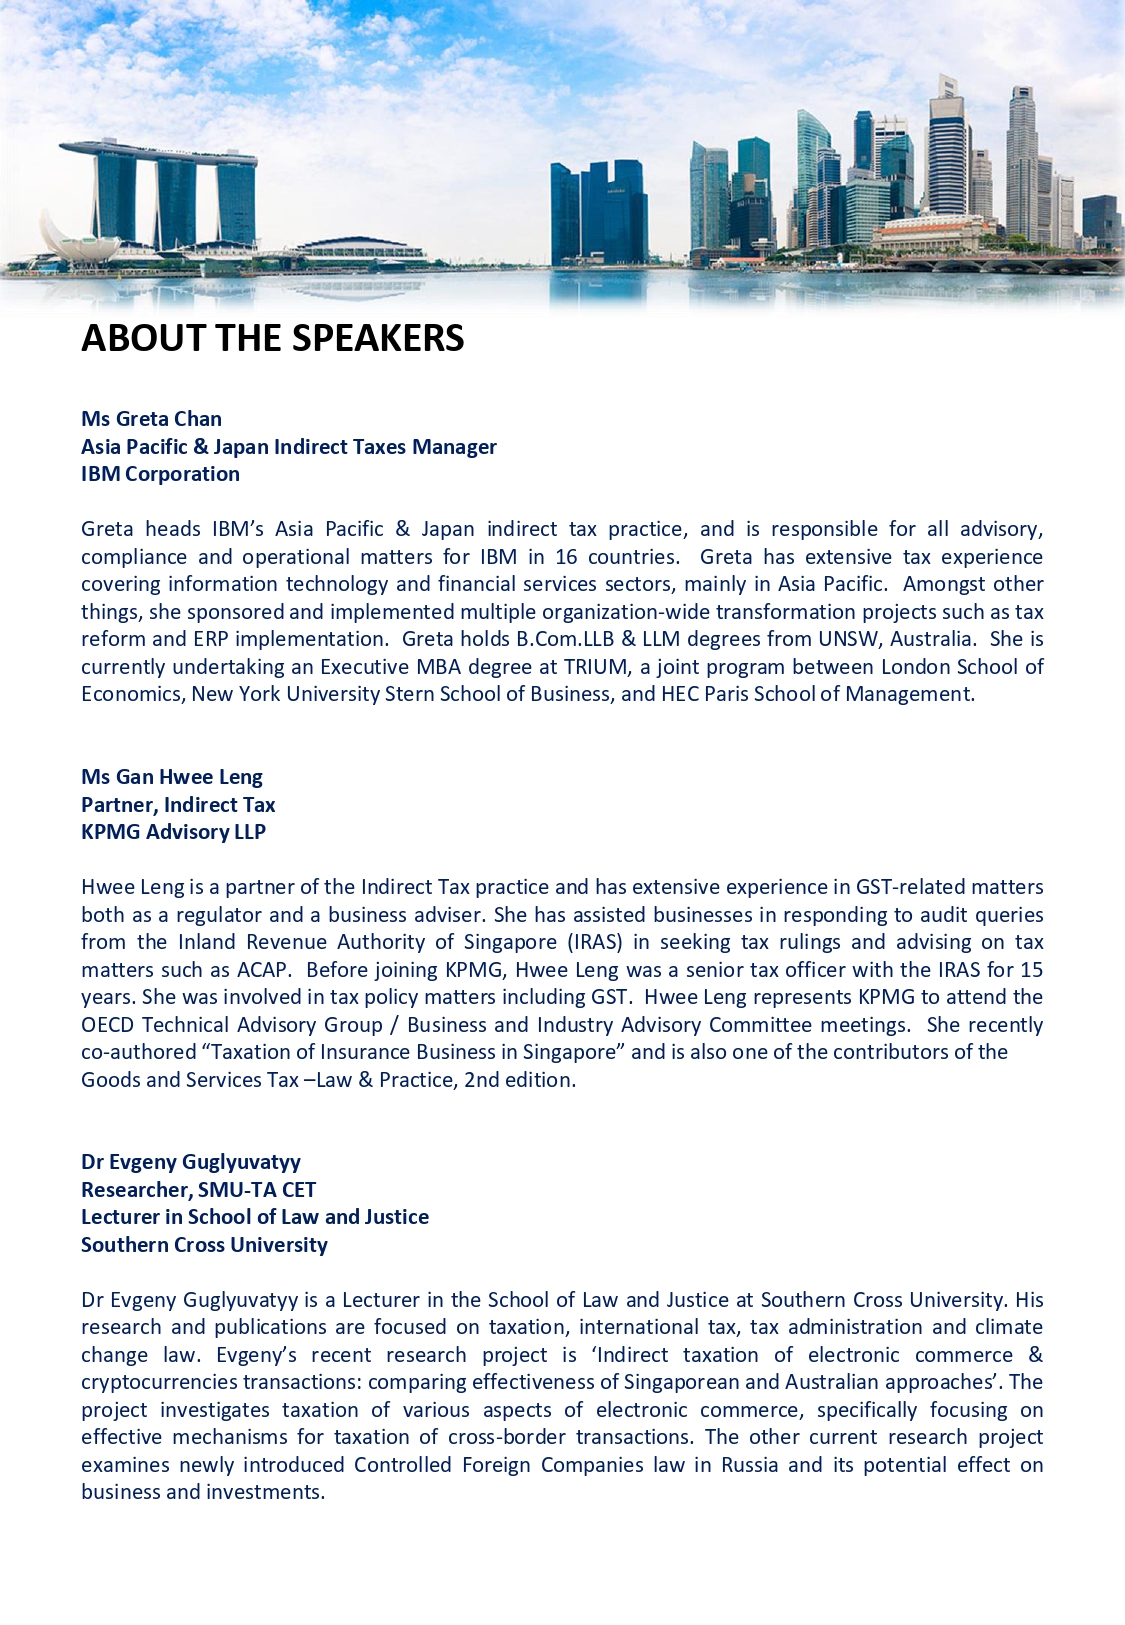 ABOUT THE SPEAKERS
Ms Greta Chan
Asia Pacific & Japan Indirect Taxes Manager
IBM Corporation
Greta heads IBM’s Asia Pacific & Japan indirect tax practice, and is responsible for all advisory,
compliance and operational matters for IBM in 16 countries.  Greta has extensive tax experience
covering information technology and financial services sectors, mainly in Asia Pacific.  Amongst other
things, she sponsored and implemented multiple organization-wide transformation projects such as tax
reform and ERP implementation.  Greta holds B.Com.LLB & LLM degrees from UNSW, Australia.  She is
currently undertaking an Executive MBA degree at TRIUM, a joint program between London School of
Economics, New York University Stern School of Business, and HEC Paris School of Management.
Ms Gan Hwee Leng
Partner, Indirect Tax
KPMG Advisory LLP
Hwee Leng is a partner of the Indirect Tax practice and has extensive experience in GST-related matters
both as a regulator and a business adviser. She has assisted businesses in responding to audit queries
from the Inland Revenue Authority of Singapore (IRAS) in seeking tax rulings and advising on tax
matters such as ACAP.  Before joining KPMG, Hwee Leng was a senior tax officer with the IRAS for 15
years. She was involved in tax policy matters including GST.  Hwee Leng represents KPMG to attend the
OECD Technical Advisory Group / Business and Industry Advisory Committee meetings.  She recently
co-authored “Taxation of Insurance Business in Singapore” and is also one of the contributors of the
Goods and Services Tax –Law & Practice, 2nd edition.
Dr Evgeny Guglyuvatyy
Researcher, SMU-TA CET
Lecturer in School of Law and Justice
Southern Cross University
Dr Evgeny Guglyuvatyy is a Lecturer in the School of Law and Justice at Southern Cross University. His
research and publications are focused on taxation, international tax, tax administration and climate
change law. Evgeny’s recent research project is ‘Indirect taxation of electronic commerce &
cryptocurrencies transactions: comparing effectiveness of Singaporean and Australian approaches’. The
project investigates taxation of various aspects of electronic commerce, specifically focusing on
effective mechanisms for taxation of cross-border transactions. The other current research project
examines newly introduced Controlled Foreign Companies law in Russia and its potential effect on
business and investments.